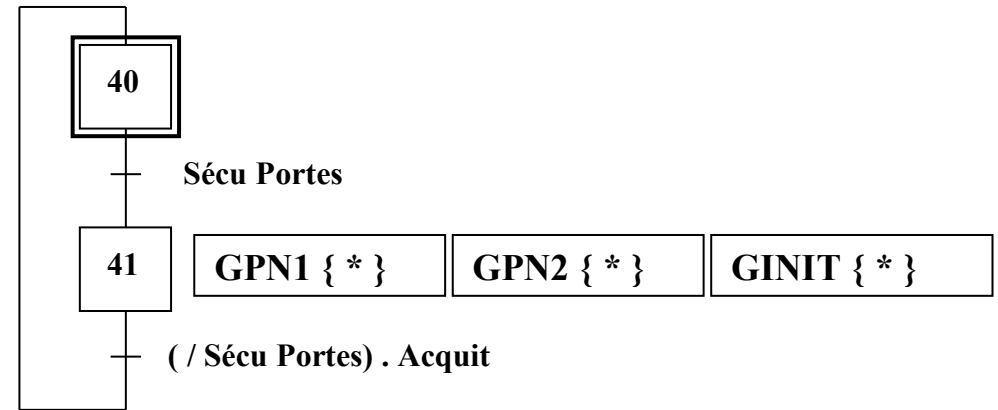 40
Sécu Portes
41 GPN1 { * } GPN2 { * } GINIT { * }
( / Sécu Portes) . Acquit